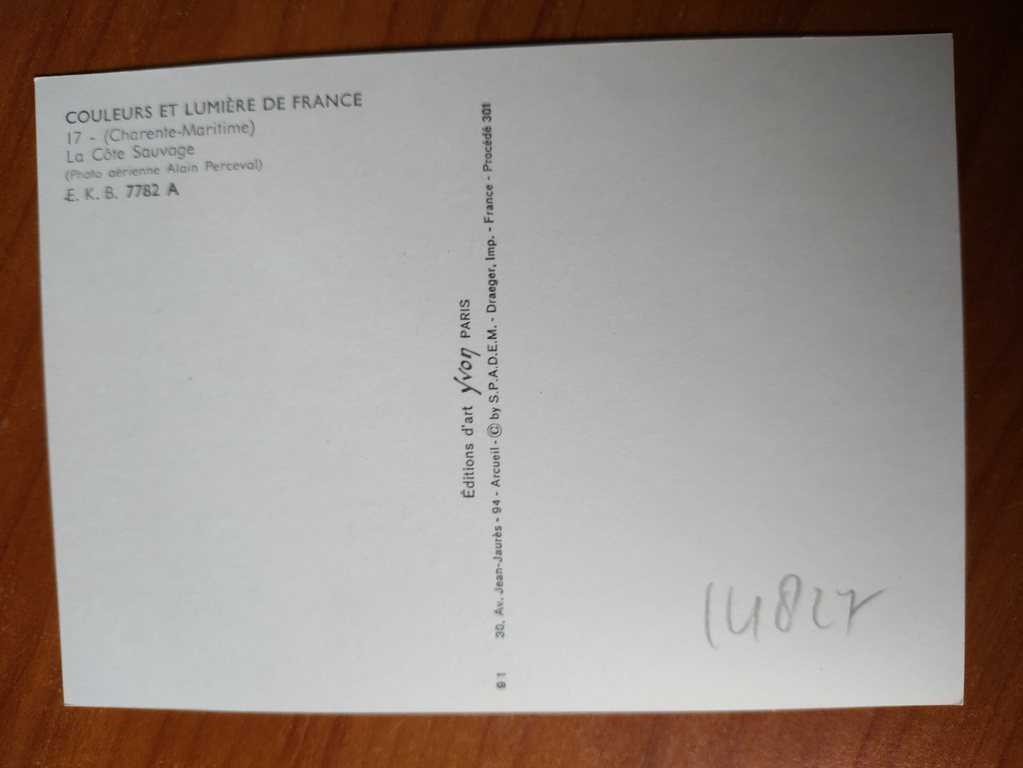 COULEURS ET LUMIÈRE DE FRANCE
17 - (Charente-Maritime)
La Côte Sauvage
(Photo aérienne Alain Perceval)
E. K. B. 7782 A
Éditions d'art yvon PARIS
91 30, Av. Jean-Jaurès - 94 - Arcueil - © by S.P.A.D.E.M. - Draeger, Imp. - France - Procédé 301